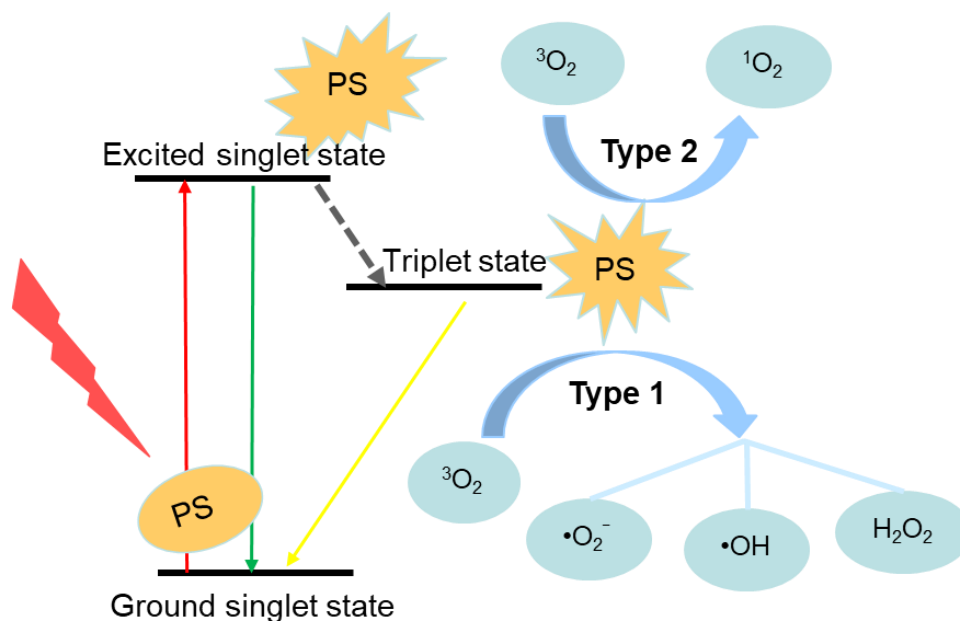 PS
³O₂
¹O₂
Type 2
Excited singlet state
Triplet state
PS
Type 1
³O₂
PS
•O₂⁻
•OH
H₂O₂
Ground singlet state